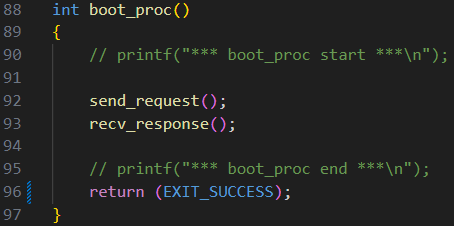 88 int boot_proc()
89 {
90     // printf("*** boot_proc start ***\n");
91
92     send_request();
93     recv_response();
94
95     // printf("*** boot_proc end ***\n");
96     return (EXIT_SUCCESS);
97 }